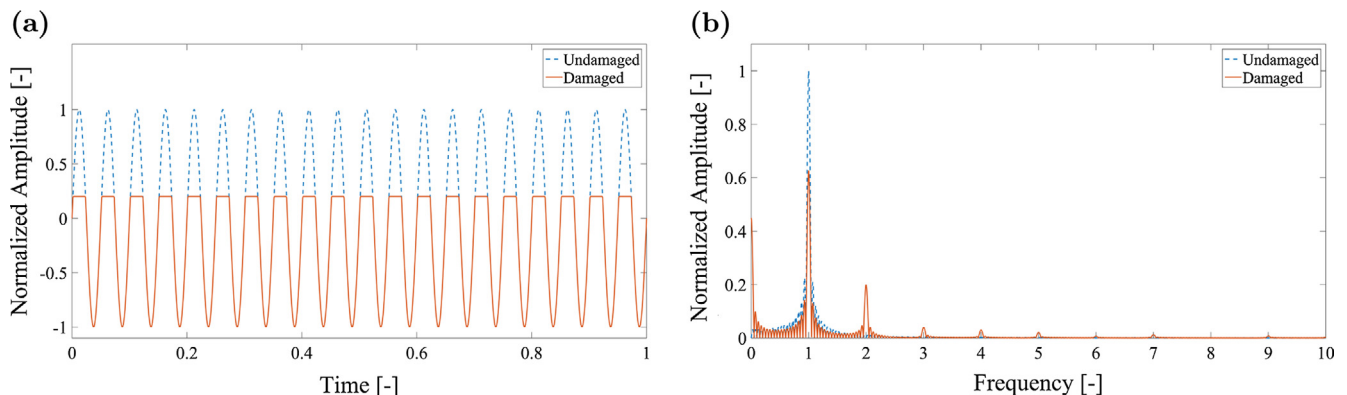 (a)
Normalized Amplitude [-]
1
0.5
0
-0.5
-1
Undamaged
Damaged
0 0.2 0.4 0.6 0.8 1
Time [-]
(b)
Normalized Amplitude [-]
1
0.8
0.6
0.4
0.2
0
Undamaged
Damaged
0 1 2 3 4 5 6 7 8 9 10
Frequency [-]